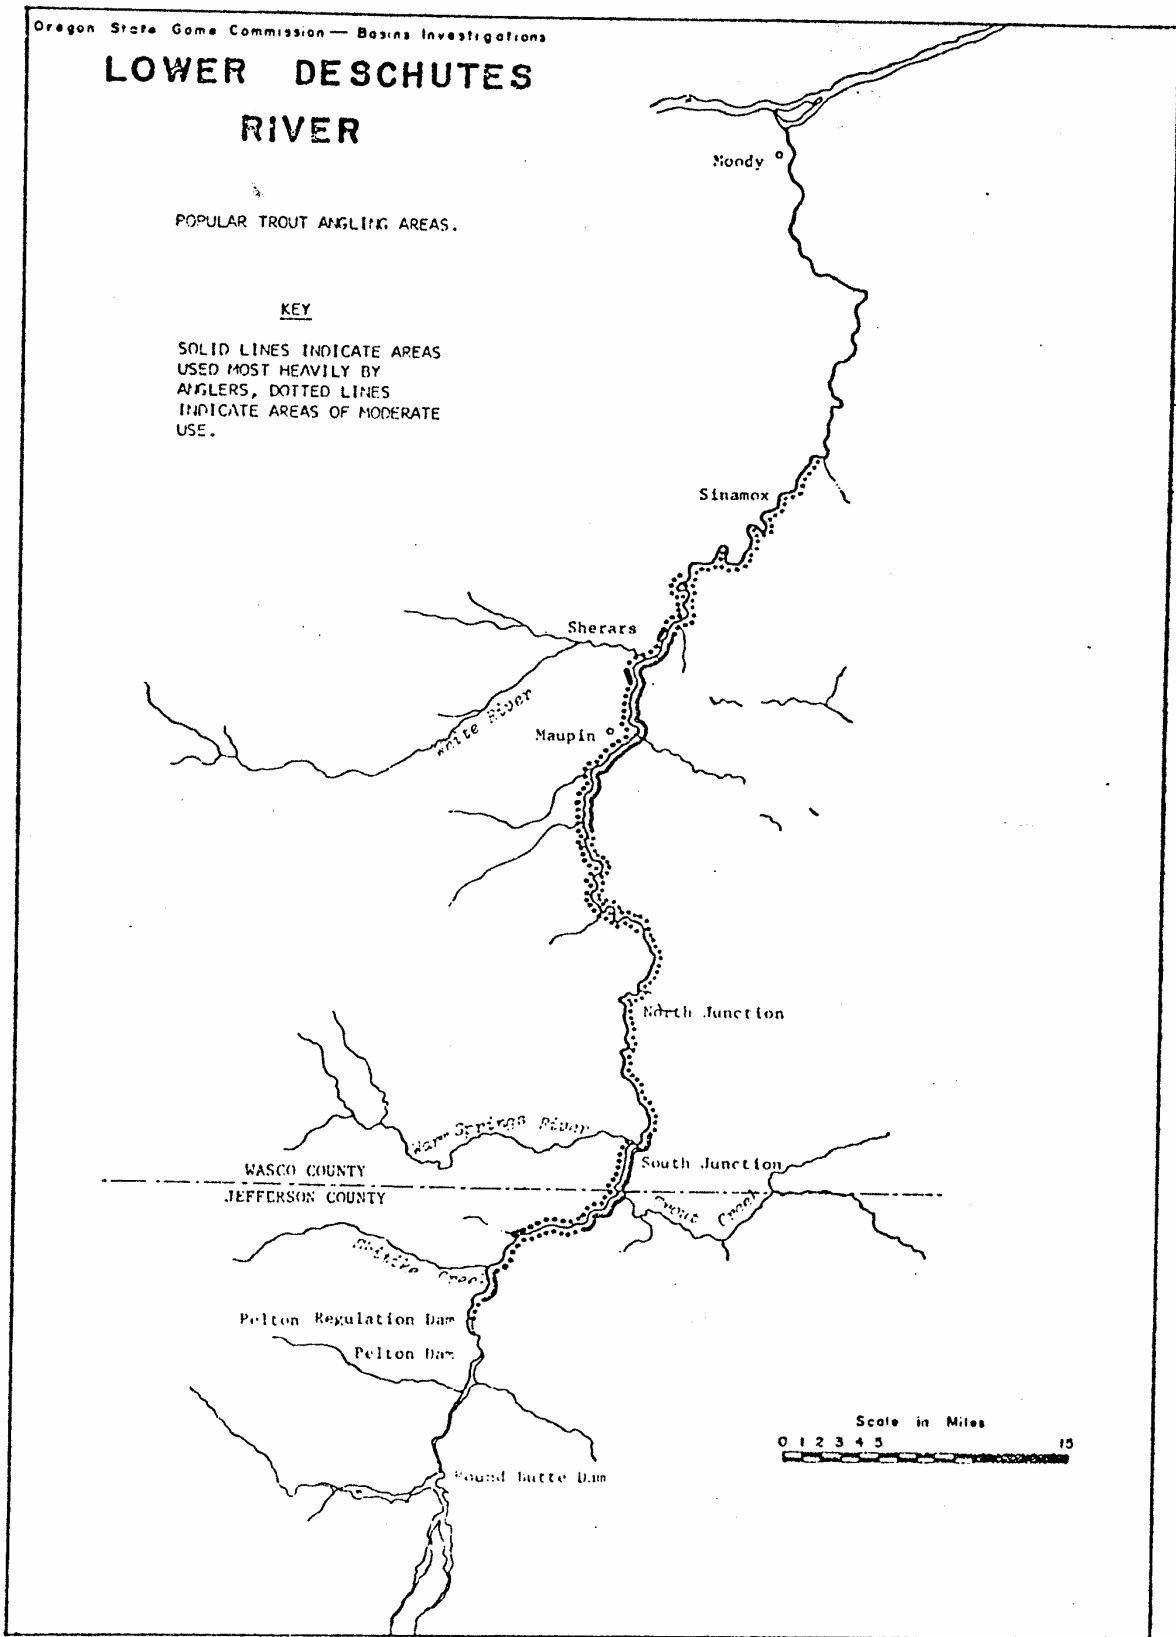 Oregon State Game Commission — Basins Investigations
LOWER DESCHUTES
RIVER
POPULAR TROUT ANGLING AREAS.
KEY
SOLID LINES INDICATE AREAS
USED MOST HEAVILY BY
ANGLERS, DOTTED LINES
INDICATE AREAS OF MODERATE
USE.
Moody
Sinamox
Sherars
White River
Maupin
North Junction
Warm Springs River
South Junction
WASCO COUNTY
JEFFERSON COUNTY
Trout Creek
Creek
Pelton Regulation Dam
Pelton Dam
Round Butte Dam
Scale in Miles
0 1 2 3 4 5 15